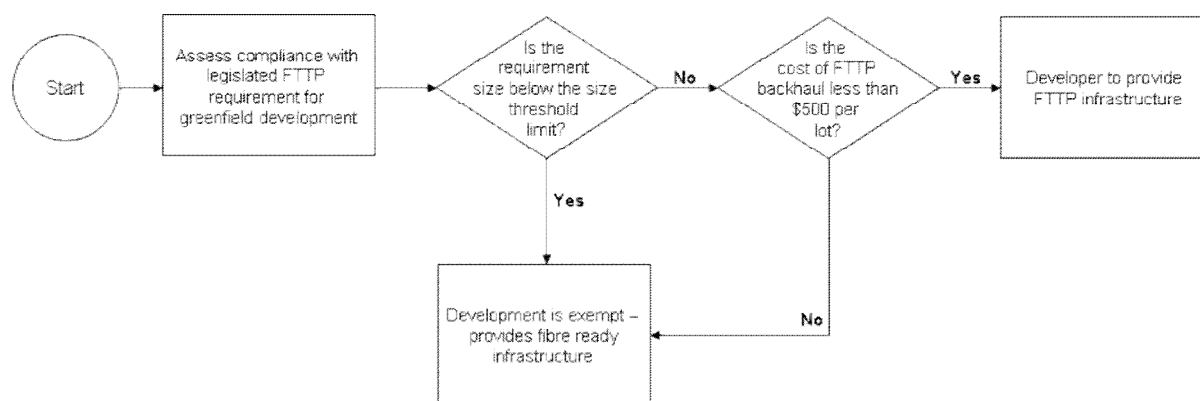 Start
Assess compliance with
legislated FTTP
requirement for
greenfield development
Is the
requirement
size below the size
threshold
limit?
No
Is the
cost of FTTP
backhaul less than
$500 per
lot?
Yes
Developer to provide
FTTP infrastructure
Yes
Development is exempt –
provides fibre ready
infrastructure
No